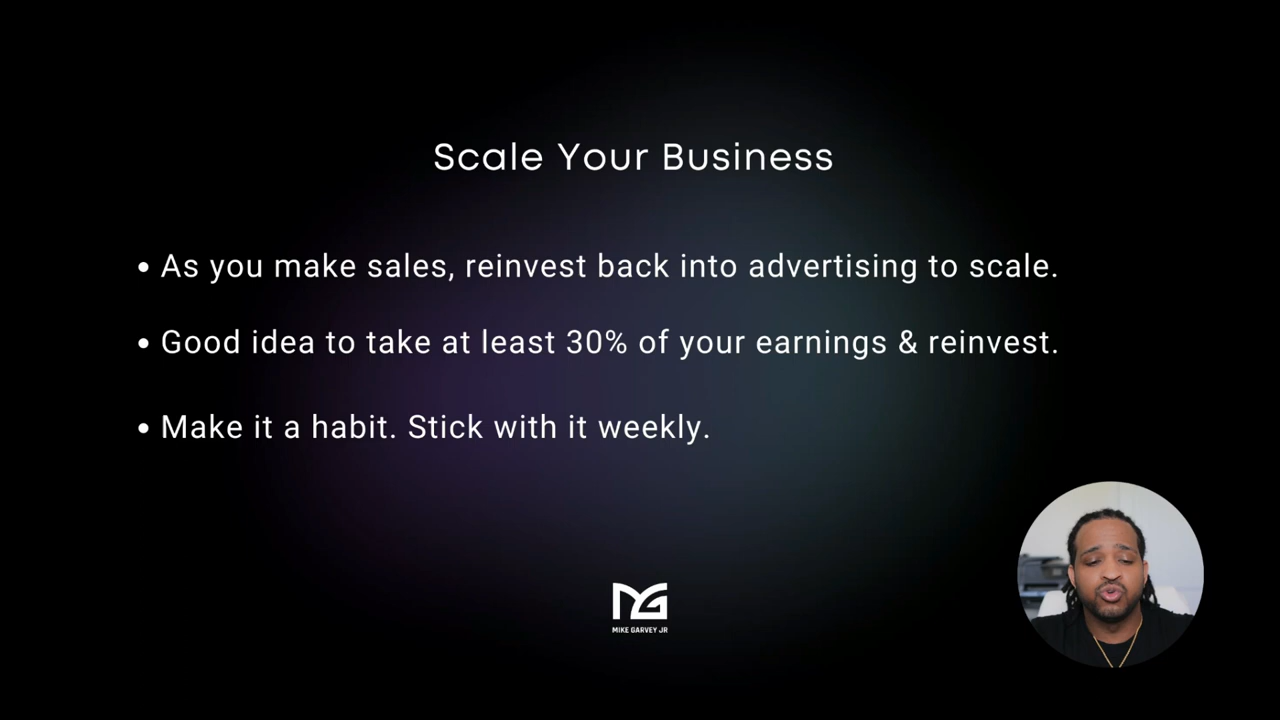 Scale Your Business
• As you make sales, reinvest back into advertising to scale.
• Good idea to take at least 30% of your earnings & reinvest.
• Make it a habit. Stick with it weekly.
MG
MIKE GARVEY JR